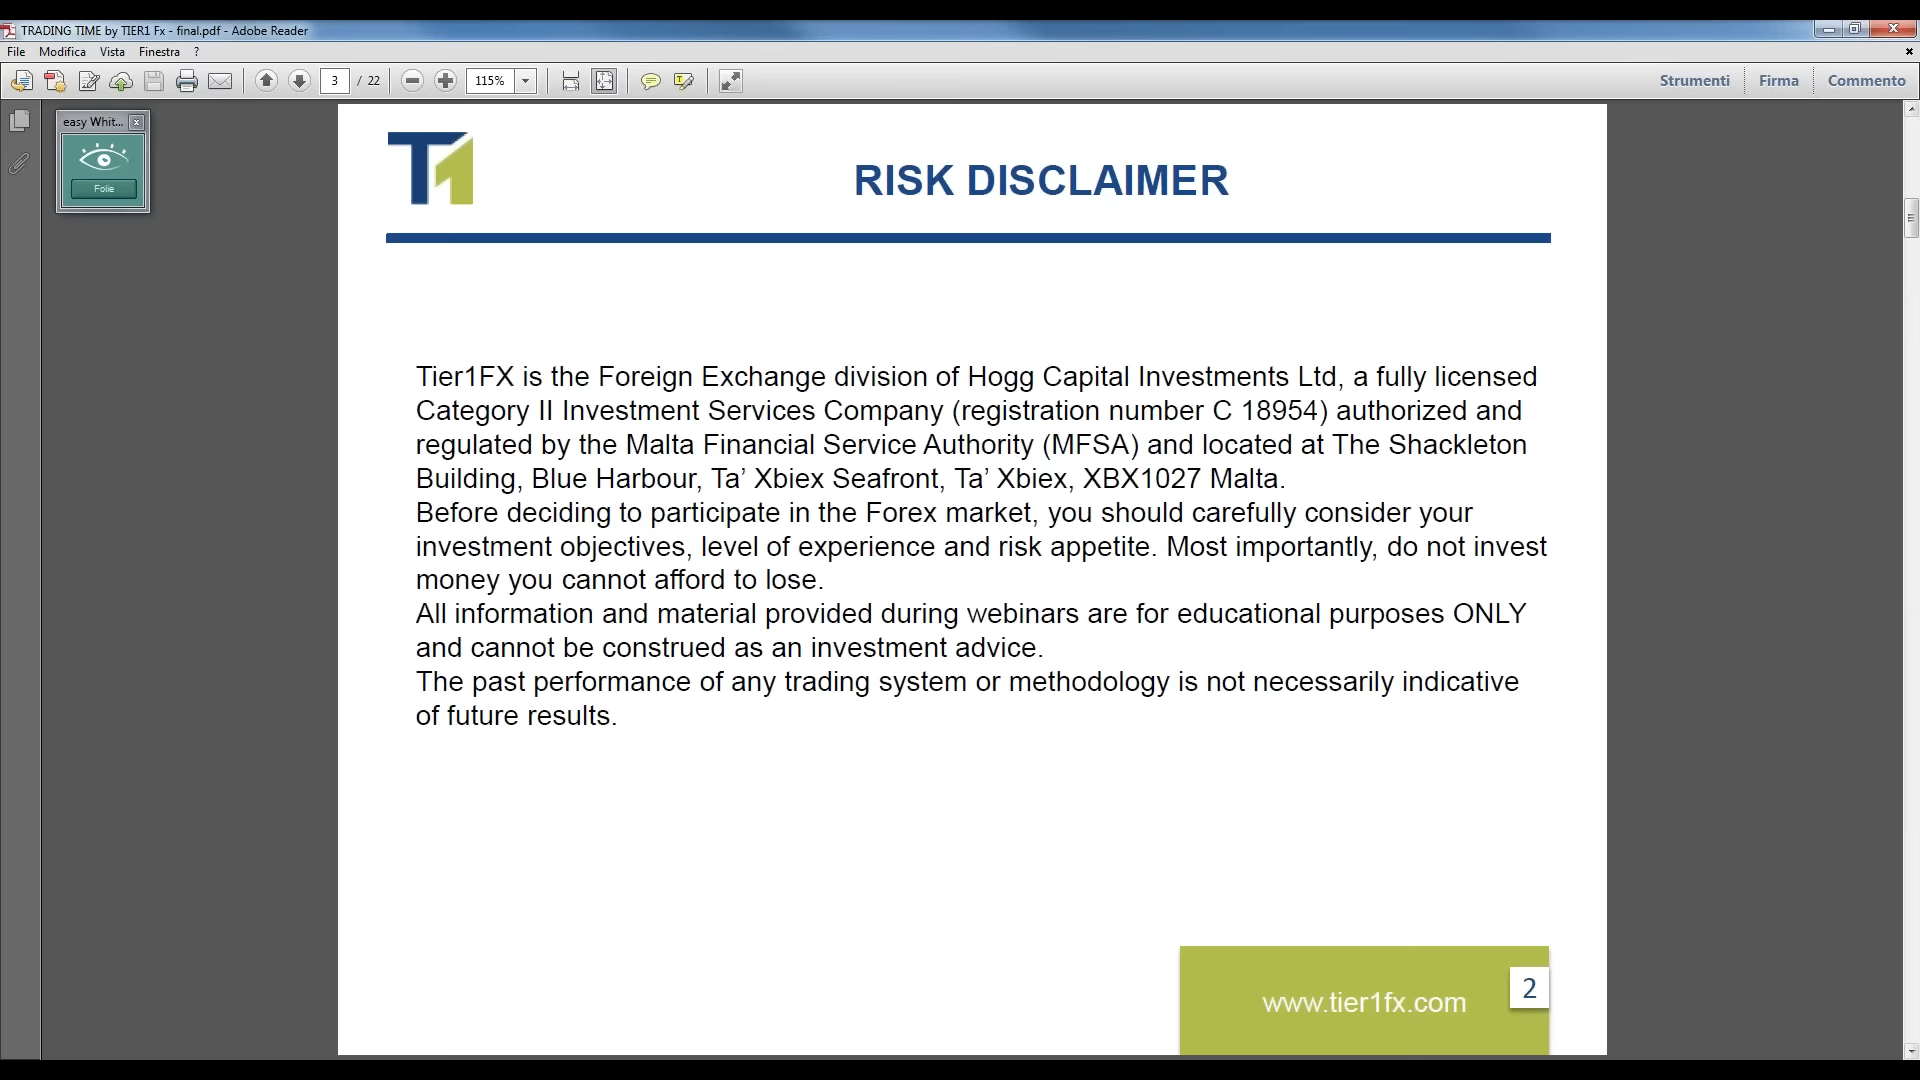 TRADING TIME by TIER1 Fx - final.pdf - Adobe Reader
File Modifica Vista Finestra ?
3 / 22 115% Strumenti Firma Commento
easy Whit...
Folie
T1
RISK DISCLAIMER
Tier1FX is the Foreign Exchange division of Hogg Capital Investments Ltd, a fully licensed
Category II Investment Services Company (registration number C 18954) authorized and
regulated by the Malta Financial Service Authority (MFSA) and located at The Shackleton
Building, Blue Harbour, Ta’ Xbiex Seafront, Ta’ Xbiex, XBX1027 Malta.
Before deciding to participate in the Forex market, you should carefully consider your
investment objectives, level of experience and risk appetite. Most importantly, do not invest
money you cannot afford to lose.
All information and material provided during webinars are for educational purposes ONLY
and cannot be construed as an investment advice.
The past performance of any trading system or methodology is not necessarily indicative
of future results.
www.tier1fx.com
2